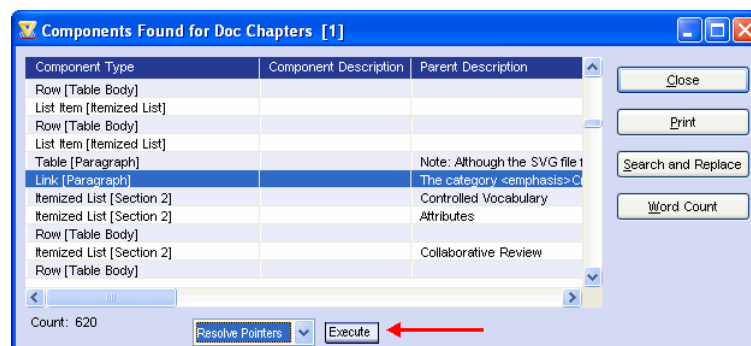 Components Found for Doc Chapters [1]
Component Type Component Description Parent Description
Row [Table Body]
List Item [Itemized List]
Row [Table Body]
List Item [Itemized List]
Table [Paragraph] Note: Although the SVG file
Link [Paragraph] The category <emphasis>
Itemized List [Section 2] Controlled Vocabulary
Itemized List [Section 2] Attributes
Row [Table Body]
Itemized List [Section 2] Collaborative Review
Row [Table Body]
Close
Print
Search and Replace
Word Count
Count: 620
Resolve Pointers Execute